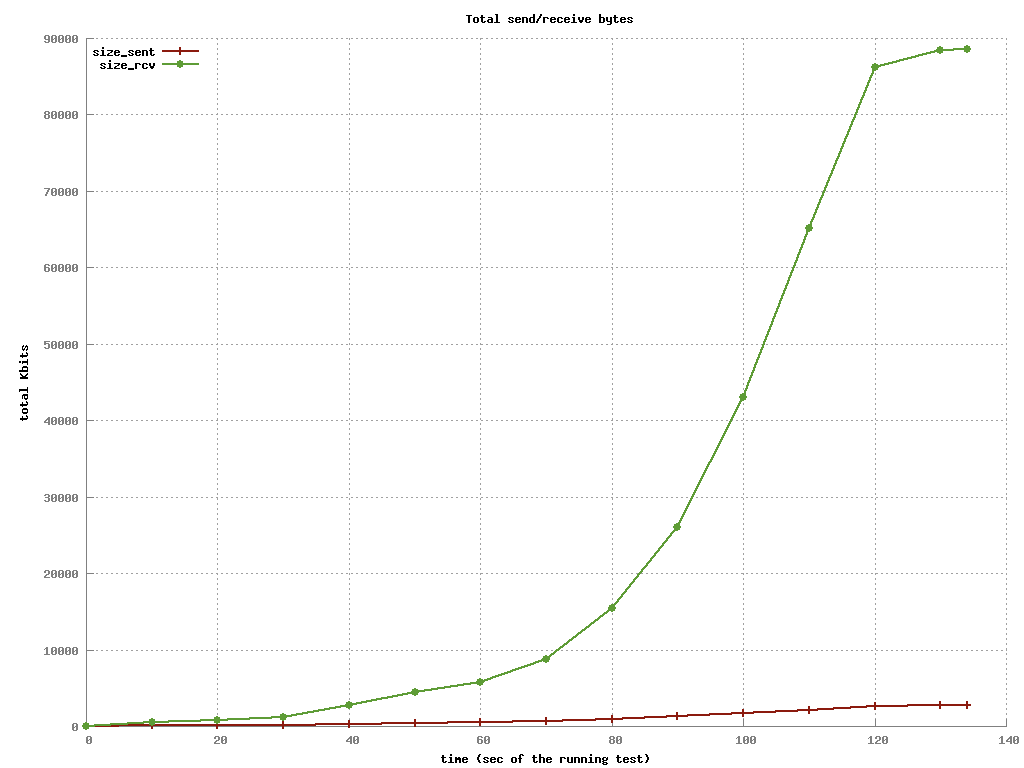 Total send/receive bytes
size_sent
size_rcv
90000
80000
70000
60000
50000
40000
30000
20000
10000
0
total Kbits
0 20 40 60 80 100 120 140
time (sec of the running test)